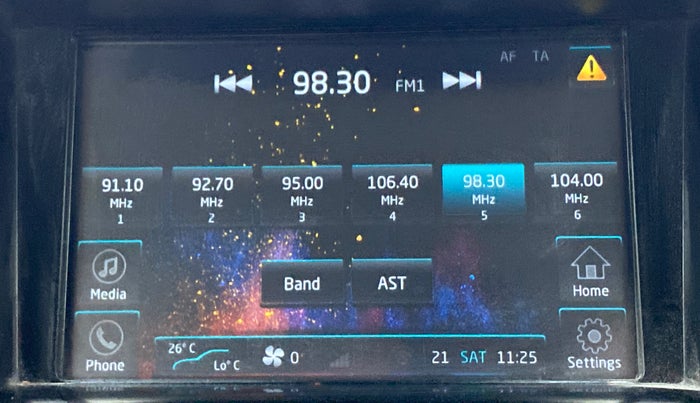 AF TA
98.30 FM1
91.10 92.70 95.00 106.40 98.30 104.00
MHz MHz MHz MHz MHz MHz
1 2 3 4 5 6
Media Band AST Home
Phone 26°C Lo°C 0 21 SAT 11:25 Settings